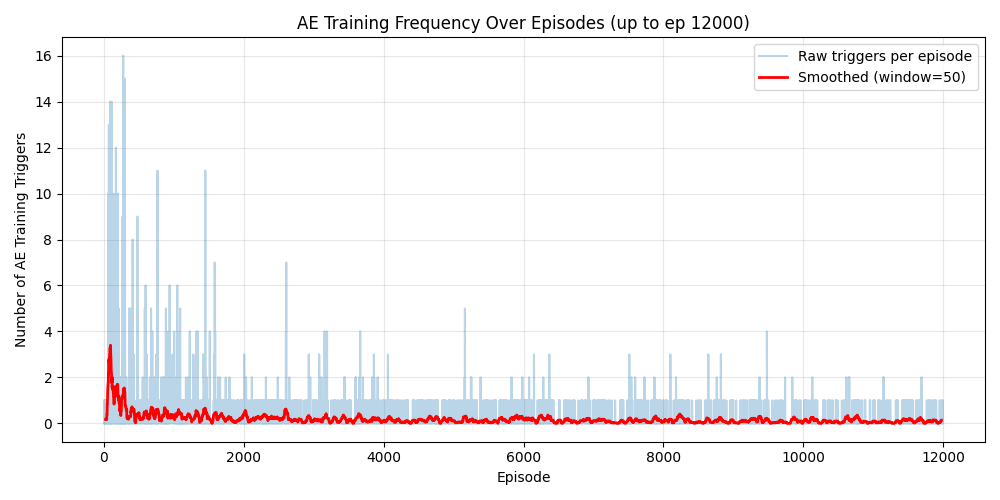 AE Training Frequency Over Episodes (up to ep 12000)
Raw triggers per episode
Smoothed (window=50)
Number of AE Training Triggers
16
14
12
10
8
6
4
2
0
0 2000 4000 6000 8000 10000 12000
Episode